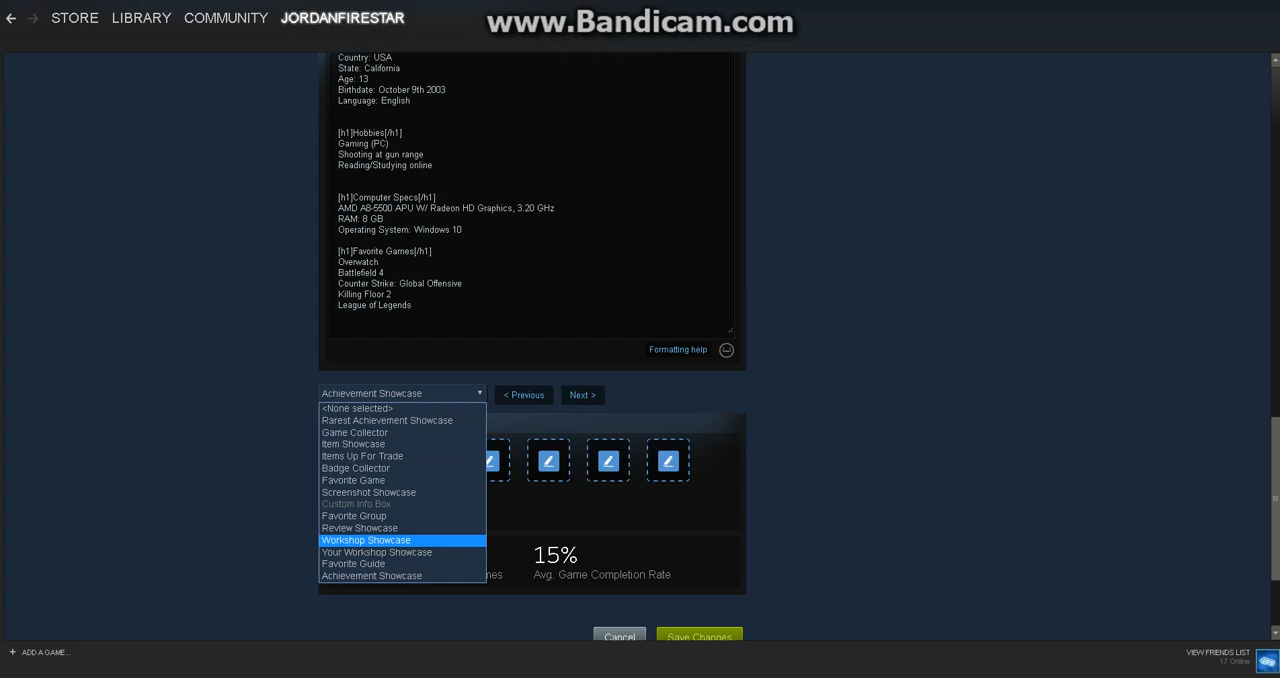 STORE LIBRARY COMMUNITY JORDANFIRESTAR
www.Bandicam.com
Country: USA
State: California
Age: 13
Birthdate: October 9th 2003
Language: English
[h1]Hobbies[/h1]
Gaming (PC)
Shooting at gun range
Reading/Studying online
[h1]Computer Specs[/h1]
AMD A8-5500 APU W/ Radeon HD Graphics, 3.20 GHz
RAM: 8 GB
Operating System: Windows 10
[h1]Favorite Games[/h1]
Overwatch
Battlefield 4
Counter Strike: Global Offensive
Killing Floor 2
League of Legends
Formatting help
Achievement Showcase
< Previous
Next >
<None selected>
Rarest Achievement Showcase
Game Collector
Item Showcase
Items Up For Trade
Badge Collector
Favorite Game
Screenshot Showcase
Custom Info Box
Favorite Group
Review Showcase
Workshop Showcase
Your Workshop Showcase
Favorite Guide
Achievement Showcase
15%
Avg. Game Completion Rate
Cancel
Save Changes
+ ADD A GAME...
VIEW FRIENDS LIST
17 Online